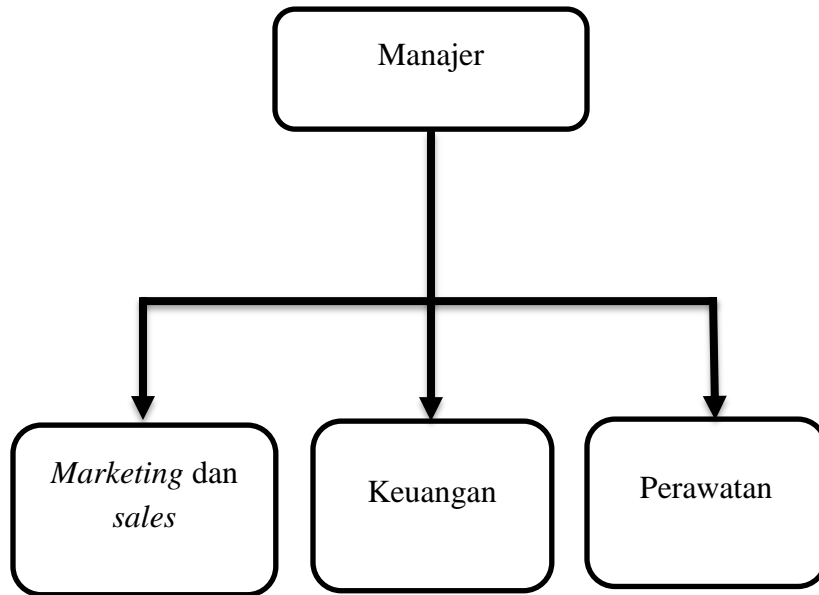 Manajer
Marketing dan
sales
Keuangan
Perawatan